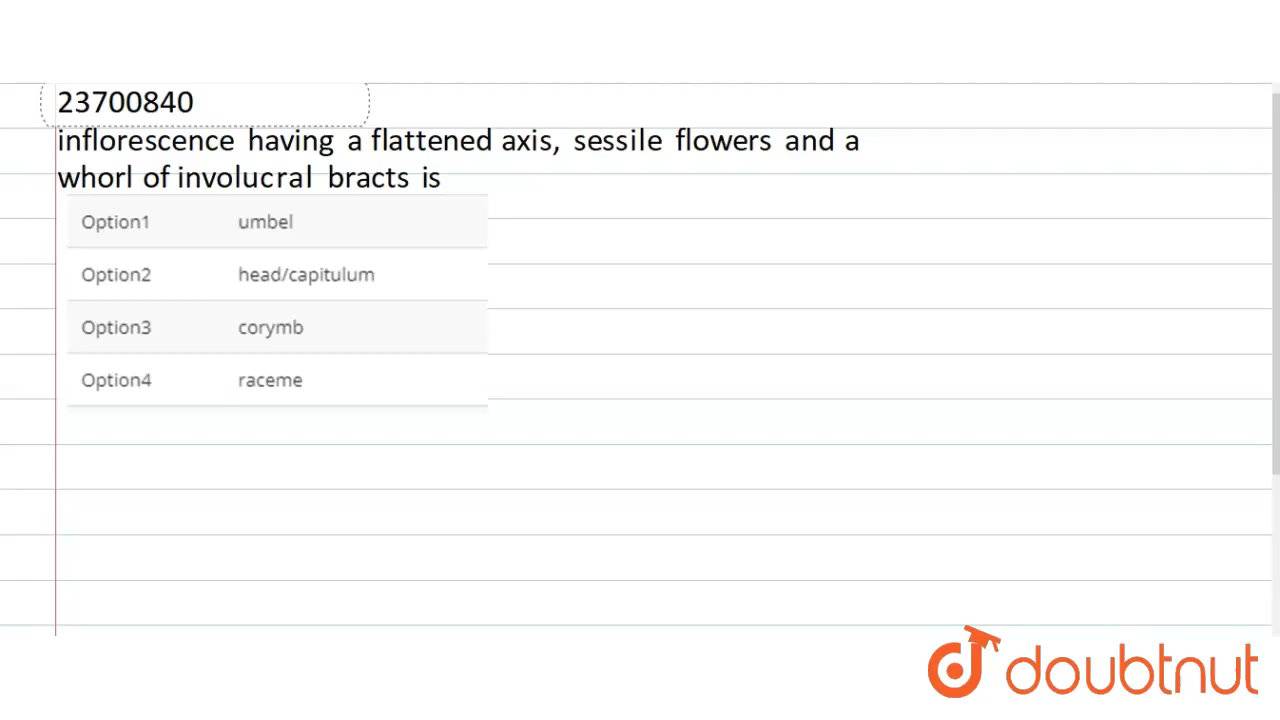 23700840
inflorescence having a flattened axis, sessile flowers and a
whorl of involucral bracts is
Option1 umbel
Option2 head/capitulum
Option3 corymb
Option4 raceme
doubtnut